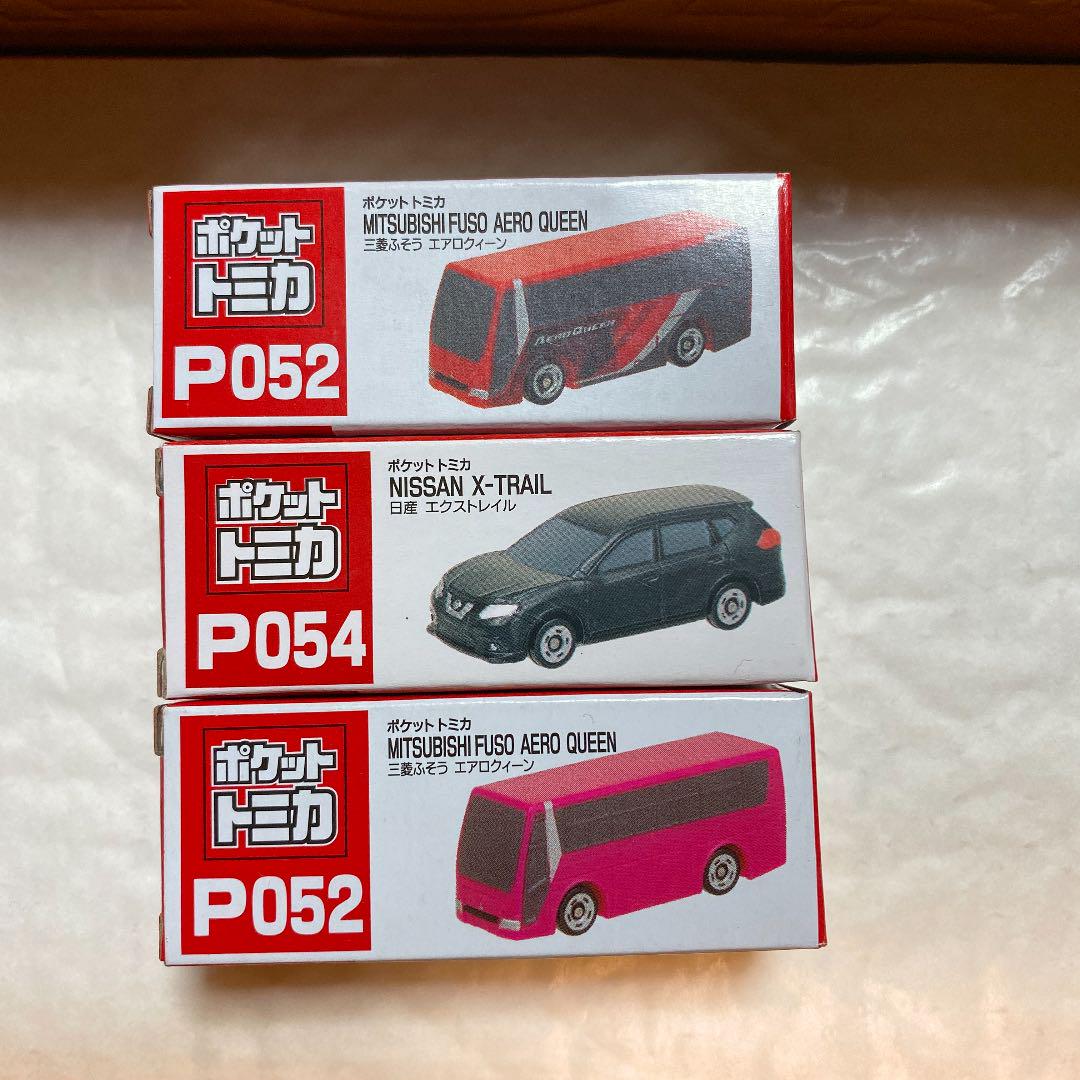 ポケット
トミカ
P052
ポケットトミカ
MITSUBISHI FUSO AERO QUEEN
三菱ふそう エアロクィーン
AERO QUEEN
ポケット
トミカ
P054
ポケットトミカ
NISSAN X-TRAIL
日産 エクストレイル
ポケット
トミカ
P052
ポケットトミカ
MITSUBISHI FUSO AERO QUEEN
三菱ふそう エアロクィーン